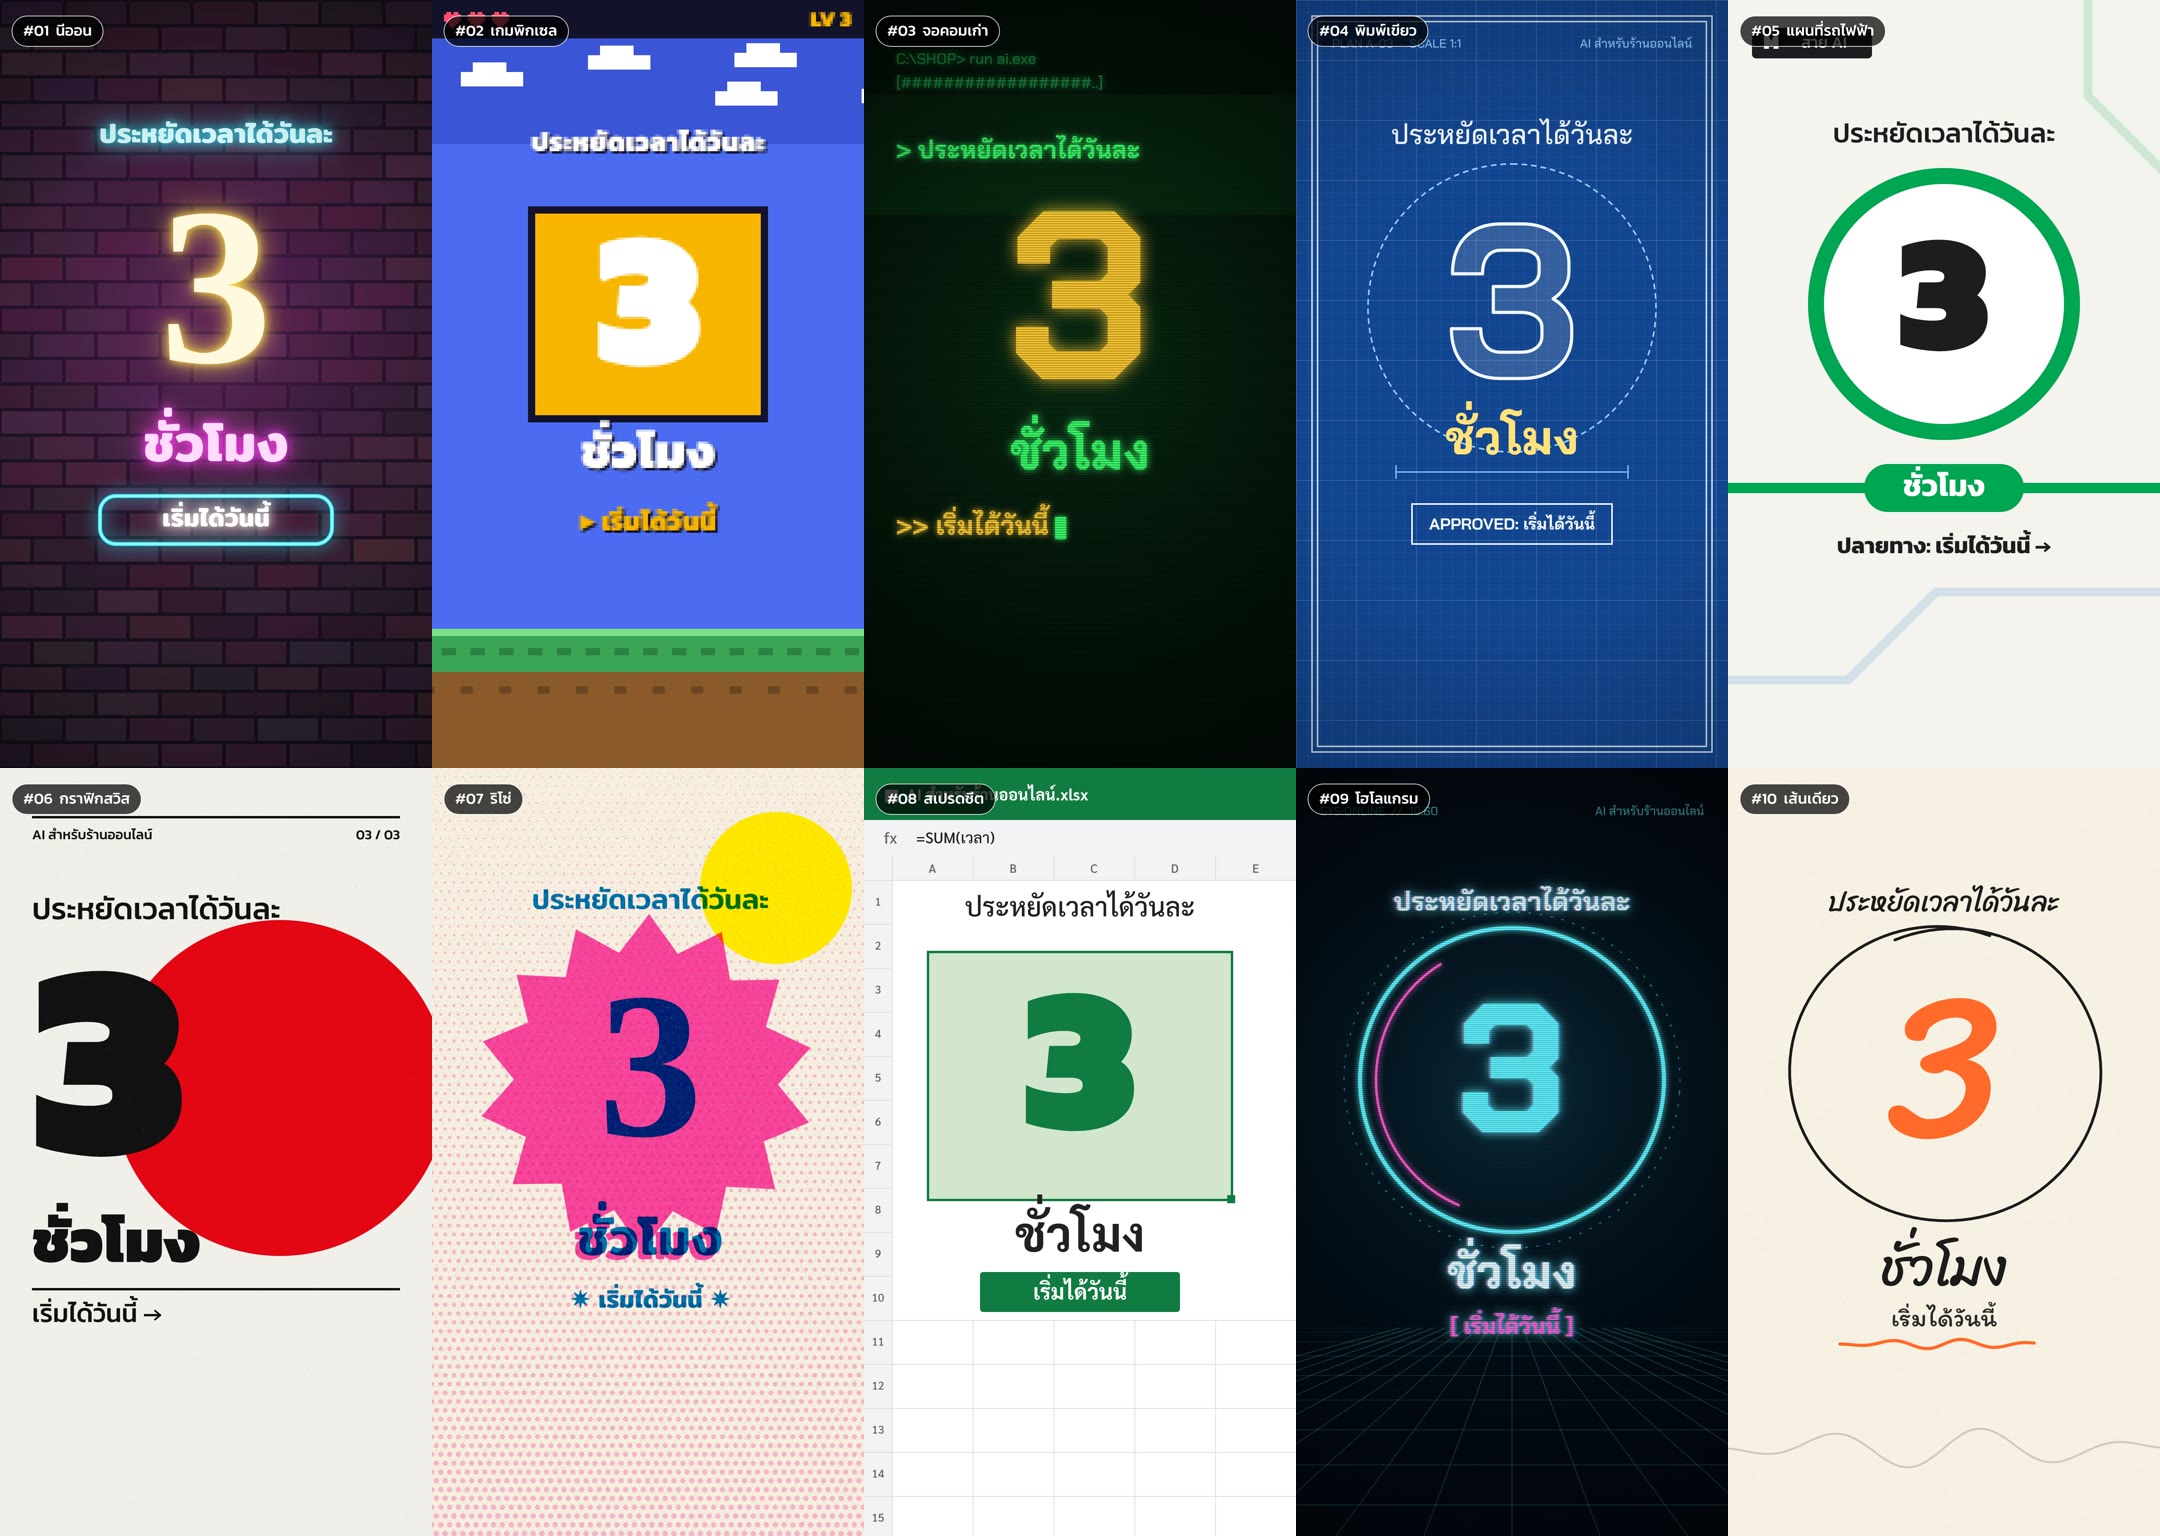 #01 นีออน
ประหยัดเวลาได้วันละ
3
ชั่วโมง
เริ่มได้วันนี้
#02 เกมพิกเซล
LV 3
ประหยัดเวลาได้วันละ
3
ชั่วโมง
▶ เริ่มได้วันนี้
#03 จอคอมเก่า
C:\SHOP> run ai.exe
[##################..]
> ประหยัดเวลาได้วันละ
3
ชั่วโมง
>> เริ่มได้วันนี้
#04 พิมพ์เขียว
SCALE 1:1
AI สำหรับร้านออนไลน์
ประหยัดเวลาได้วันละ
3
ชั่วโมง
APPROVED: เริ่มได้วันนี้
#05 แผนที่รถไฟฟ้า
สาย AI
ประหยัดเวลาได้วันละ
3
ชั่วโมง
ปลายทาง: เริ่มได้วันนี้ →
#06 กราฟิกสวิส
AI สำหรับร้านออนไลน์
03 / 03
ประหยัดเวลาได้วันละ
3
ชั่วโมง
เริ่มได้วันนี้ →
#07 ริโซ่
ประหยัดเวลาได้วันละ
3
ชั่วโมง
✷ เริ่มได้วันนี้ ✷
#08 สเปรดชีต
านออนไลน์.xlsx
fx =SUM(เวลา)
A B C D E
1
ประหยัดเวลาได้วันละ
2
3
4
5
6
7
8
9
10
11
12
13
14
15
3
ชั่วโมง
เริ่มได้วันนี้
#09 โฮโลแกรม
AI สำหรับร้านออนไลน์
ประหยัดเวลาได้วันละ
3
ชั่วโมง
[ เริ่มได้วันนี้ ]
#10 เส้นเดียว
ประหยัดเวลาได้วันละ
3
ชั่วโมง
เริ่มได้วันนี้